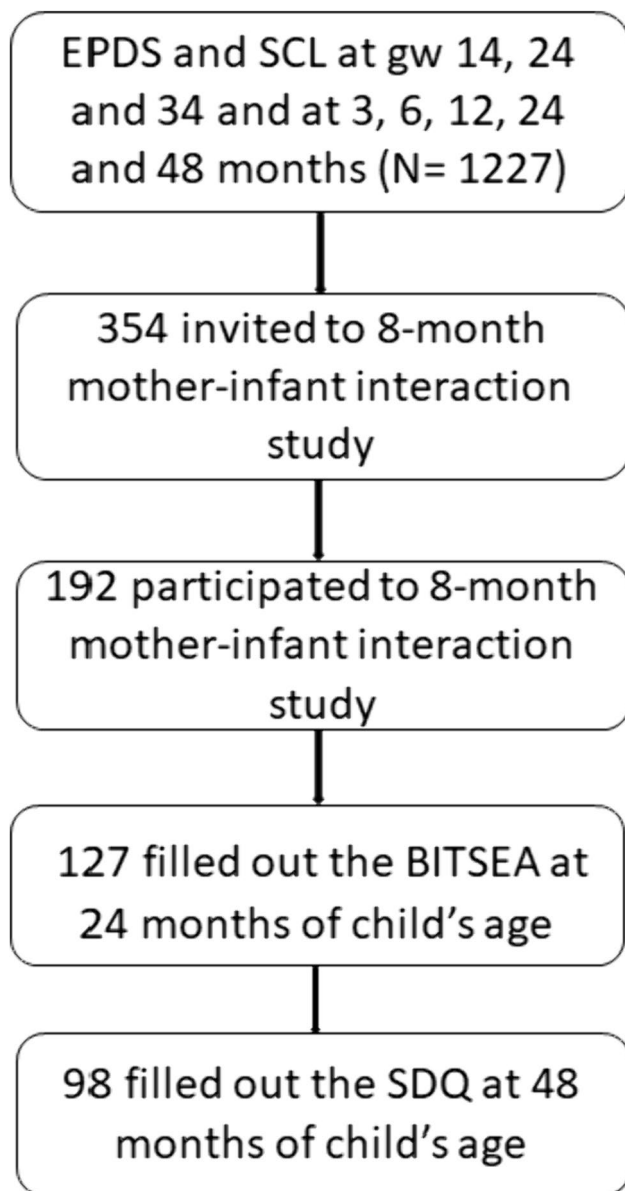 EPDS and SCL at gw 14, 24
and 34 and at 3, 6, 12, 24
and 48 months (N= 1227)
354 invited to 8-month
mother-infant interaction
study
192 participated to 8-month
mother-infant interaction
study
127 filled out the BITSEA at
24 months of child's age
98 filled out the SDQ at 48
months of child's age